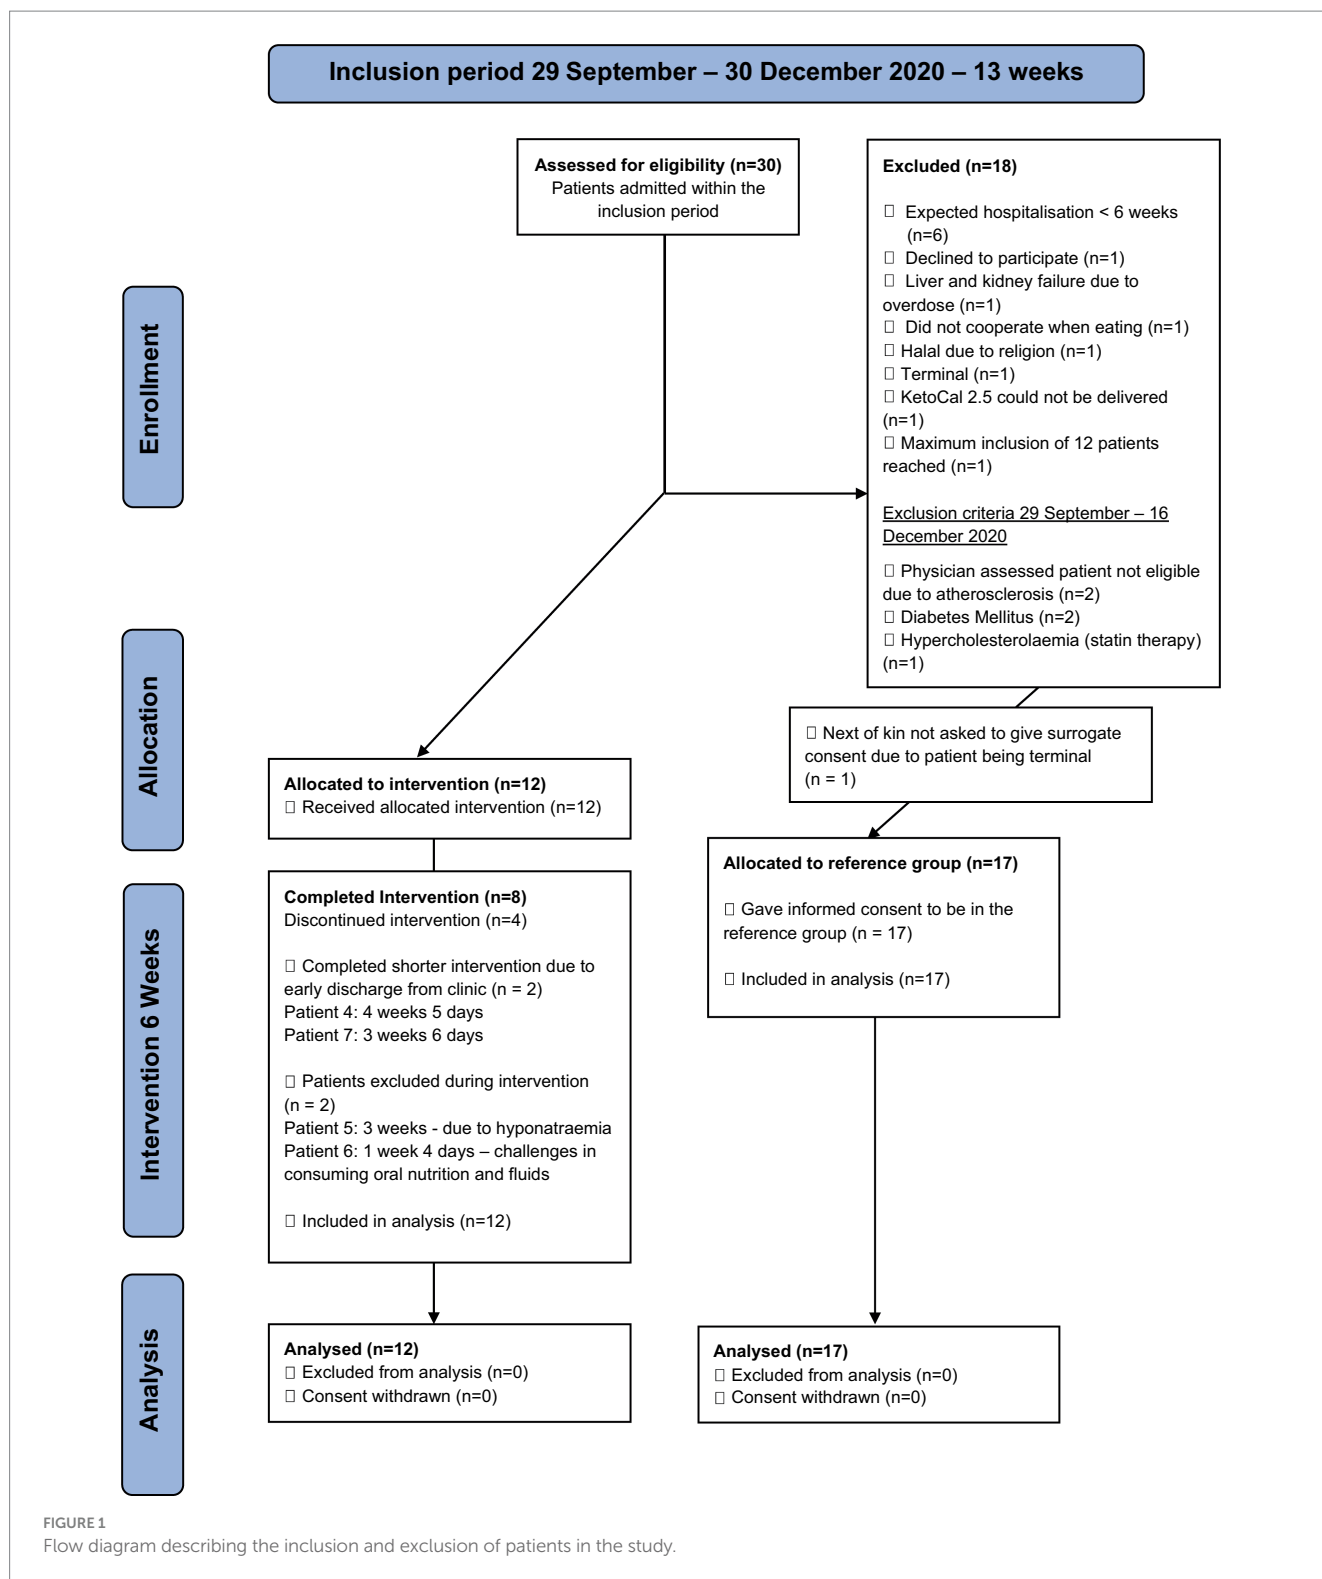 Inclusion period 29 September – 30 December 2020 – 13 weeks
Assessed for eligibility (n=30)
Patients admitted within the
inclusion period
Excluded (n=18)
Expected hospitalisation < 6 weeks
(n=6)
Declined to participate (n=1)
Liver and kidney failure due to
overdose (n=1)
Did not cooperate when eating (n=1)
Halal due to religion (n=1)
Terminal (n=1)
KetoCal 2.5 could not be delivered
(n=1)
Maximum inclusion of 12 patients
reached (n=1)
Exclusion criteria 29 September – 16
December 2020
Physician assessed patient not eligible
due to atherosclerosis (n=2)
Diabetes Mellitus (n=2)
Hypercholesterolaemia (statin therapy)
(n=1)
Enrollment
Next of kin not asked to give surrogate
consent due to patient being terminal
(n = 1)
Allocation
Allocated to intervention (n=12)
Received allocated intervention (n=12)
Allocated to reference group (n=17)
Gave informed consent to be in the
reference group (n = 17)
Included in analysis (n=17)
Intervention 6 Weeks
Completed Intervention (n=8)
Discontinued intervention (n=4)
Completed shorter intervention due to
early discharge from clinic (n = 2)
Patient 4: 4 weeks 5 days
Patient 7: 3 weeks 6 days
Patients excluded during intervention
(n = 2)
Patient 5: 3 weeks - due to hyponatraemia
Patient 6: 1 week 4 days – challenges in
consuming oral nutrition and fluids
Included in analysis (n=12)
Analysis
Analysed (n=12)
Excluded from analysis (n=0)
Consent withdrawn (n=0)
Analysed (n=17)
Excluded from analysis (n=0)
Consent withdrawn (n=0)
FIGURE 1
Flow diagram describing the inclusion and exclusion of patients in the study.